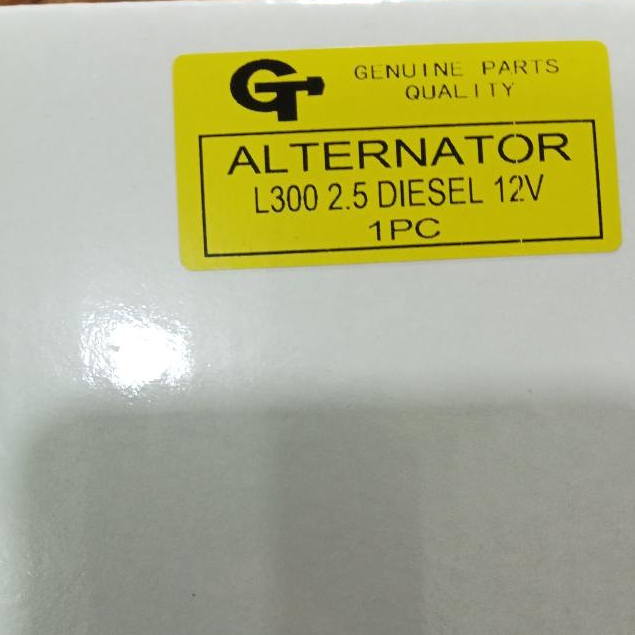 GT
GENUINE PARTS
QUALITY
ALTERNATOR
L300 2.5 DIESEL 12V
1PC